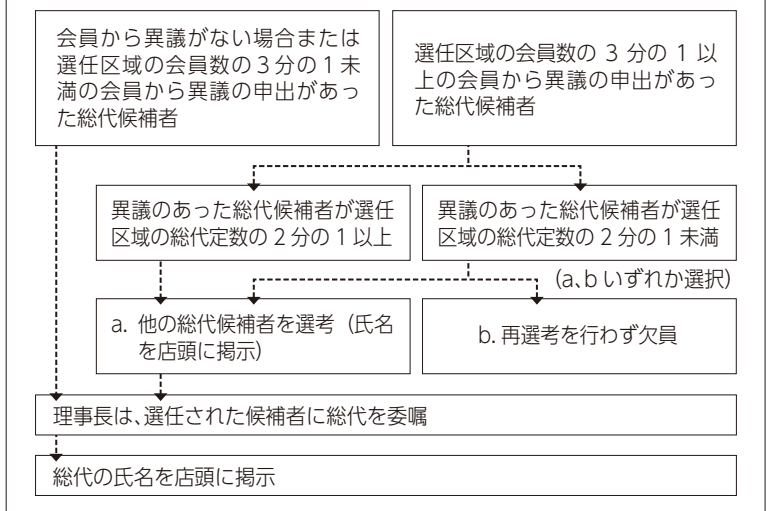 会員から異議がない場合または
選任区域の会員数の3分の1未
満の会員から異議の申出があっ
た総代候補者
選任区域の会員数の 3 分の 1 以
上の会員から異議の申出があっ
た総代候補者
異議のあった総代候補者が選任
区域の総代定数の2分の1以上
異議のあった総代候補者が選任
区域の総代定数の2分の1未満
(a、bいずれか選択)
a. 他の総代候補者を選考（氏名
を店頭に掲示）
b. 再選考を行わず欠員
理事長は、選任された候補者に総代を委嘱
総代の氏名を店頭に掲示